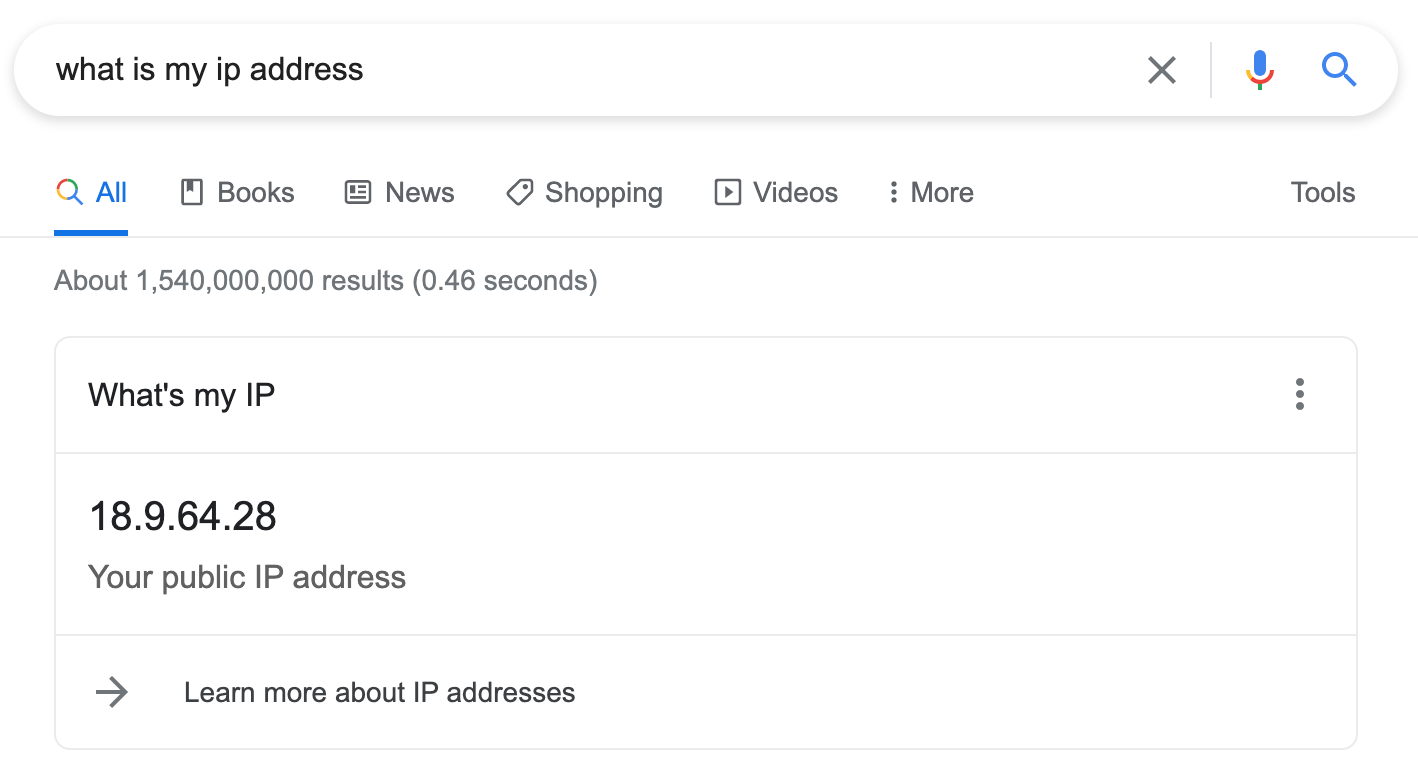 what is my ip address
All Books News Shopping Videos More Tools
About 1,540,000,000 results (0.46 seconds)
What's my IP
18.9.64.28
Your public IP address
Learn more about IP addresses